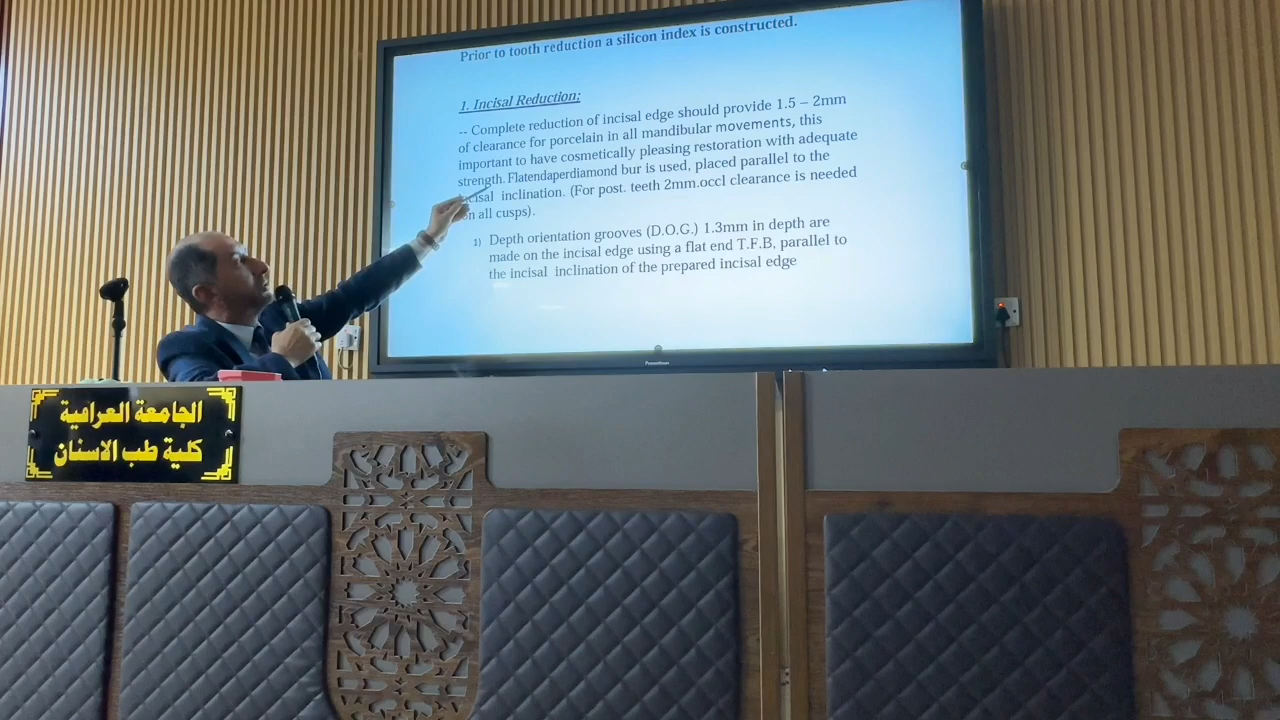 Prior to tooth reduction a silicon index is constructed.
1. Incisal Reduction:
-- Complete reduction of incisal edge should provide 1.5 – 2mm
of clearance for porcelain in all mandibular movements, this
important to have cosmetically pleasing restoration with adequate
strength. Flatendaperdiamond bur is used, placed parallel to the
inclination. (For post. teeth 2mm.occl clearance is needed
all cusps).
1) Depth orientation grooves (D.O.G.) 1.3mm in depth are
made on the incisal edge using a flat end T.F.B, parallel to
the incisal inclination of the prepared incisal edge
Promethean
الجامعة العراقية
كلية طب الاسنان